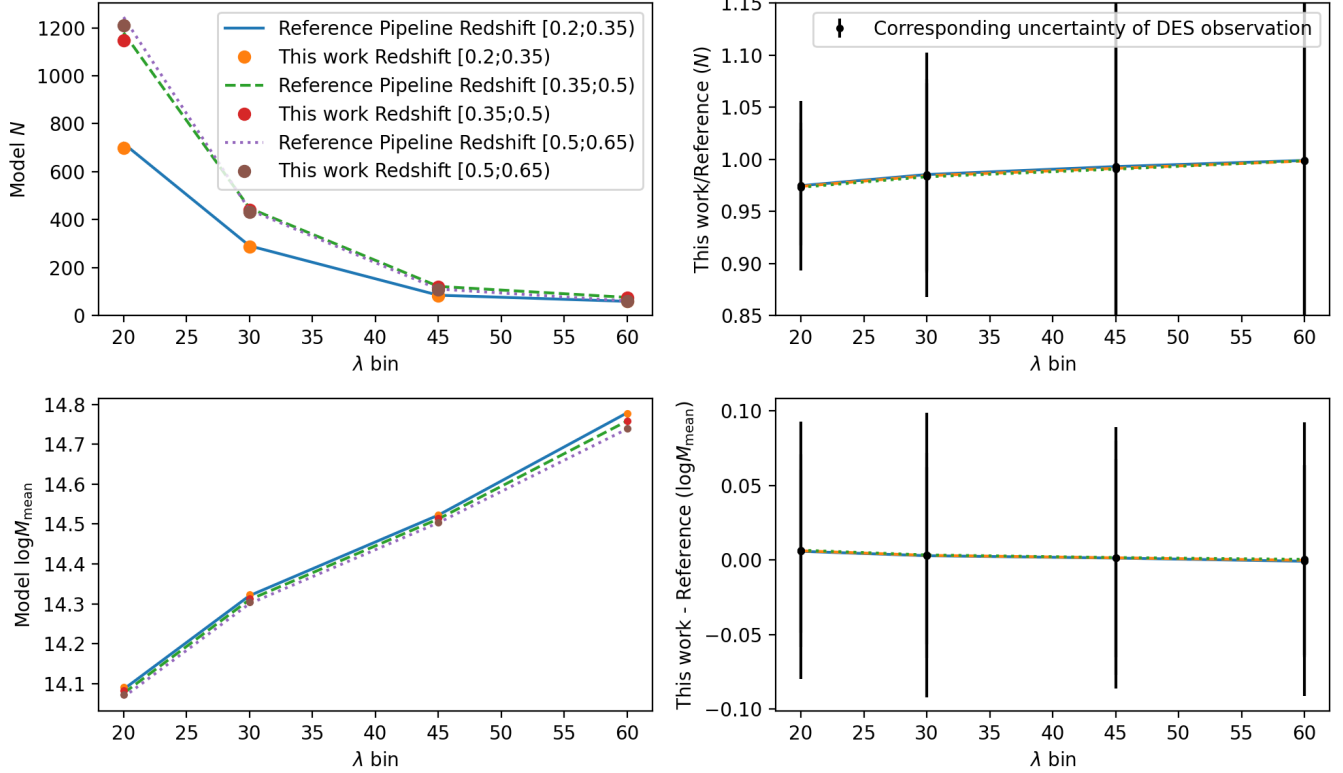 1200
1000
800
600
400
200
0
Model N
20 25 30 35 40 45 50 55 60
λ bin
Reference Pipeline Redshift [0.2;0.35)
This work Redshift [0.2;0.35)
Reference Pipeline Redshift [0.35;0.5)
This work Redshift [0.35;0.5)
Reference Pipeline Redshift [0.5;0.65)
This work Redshift [0.5;0.65)
1.15
1.10
1.05
1.00
0.95
0.90
0.85
This work/Reference (N)
20 25 30 35 40 45 50 55 60
λ bin
Corresponding uncertainty of DES observation
14.8
14.7
14.6
14.5
14.4
14.3
14.2
14.1
Model logM_mean
20 25 30 35 40 45 50 55 60
λ bin
0.10
0.05
0.00
−0.05
−0.10
This work - Reference (logM_mean)
20 25 30 35 40 45 50 55 60
λ bin